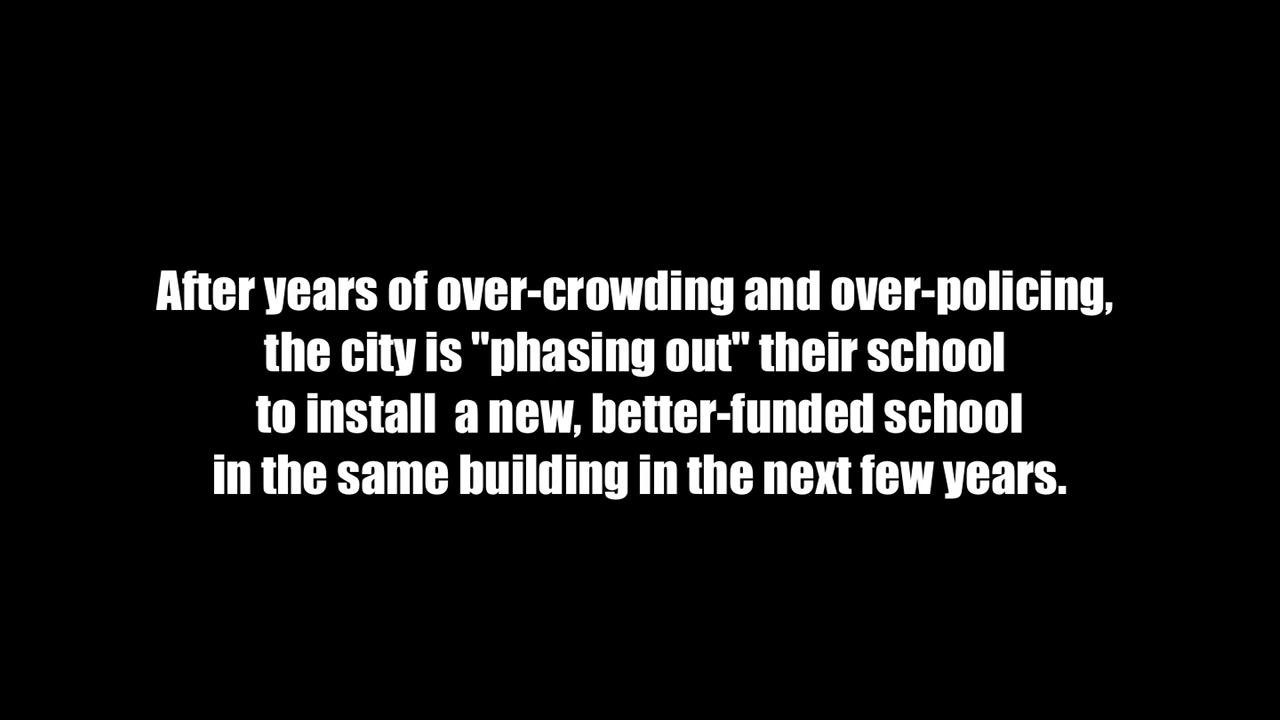 After years of over-crowding and over-policing,
the city is "phasing out" their school
to install  a new, better-funded school
in the same building in the next few years.